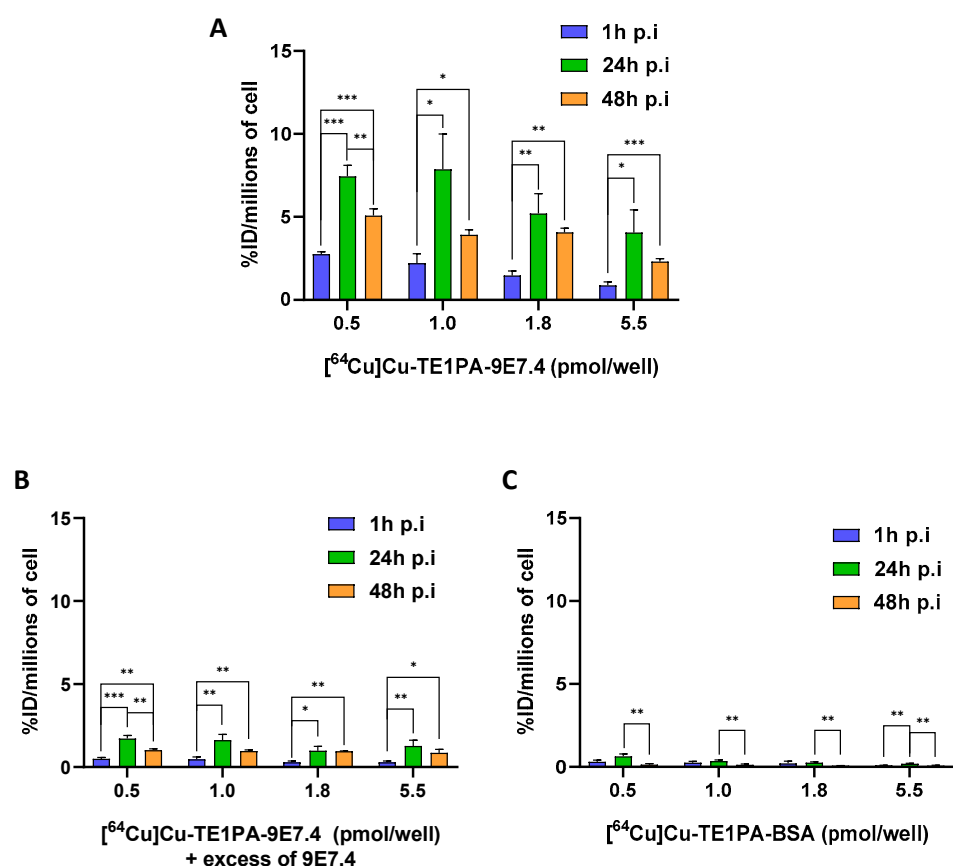 A
1h p.i
24h p.i
48h p.i
%ID/millions of cell
15
10
5
0
***
***
**
*
*
**
**
***
*
0.5 1.0 1.8 5.5
[⁶⁴Cu]Cu-TE1PA-9E7.4 (pmol/well)
B
1h p.i
24h p.i
48h p.i
%ID/millions of cell
15
10
5
0
**
***
**
**
**
**
*
*
**
0.5 1.0 1.8 5.5
[⁶⁴Cu]Cu-TE1PA-9E7.4 (pmol/well)
+ excess of 9E7.4
C
1h p.i
24h p.i
48h p.i
%ID/millions of cell
15
10
5
0
**
**
**
**
**
0.5 1.0 1.8 5.5
[⁶⁴Cu]Cu-TE1PA-BSA (pmol/well)